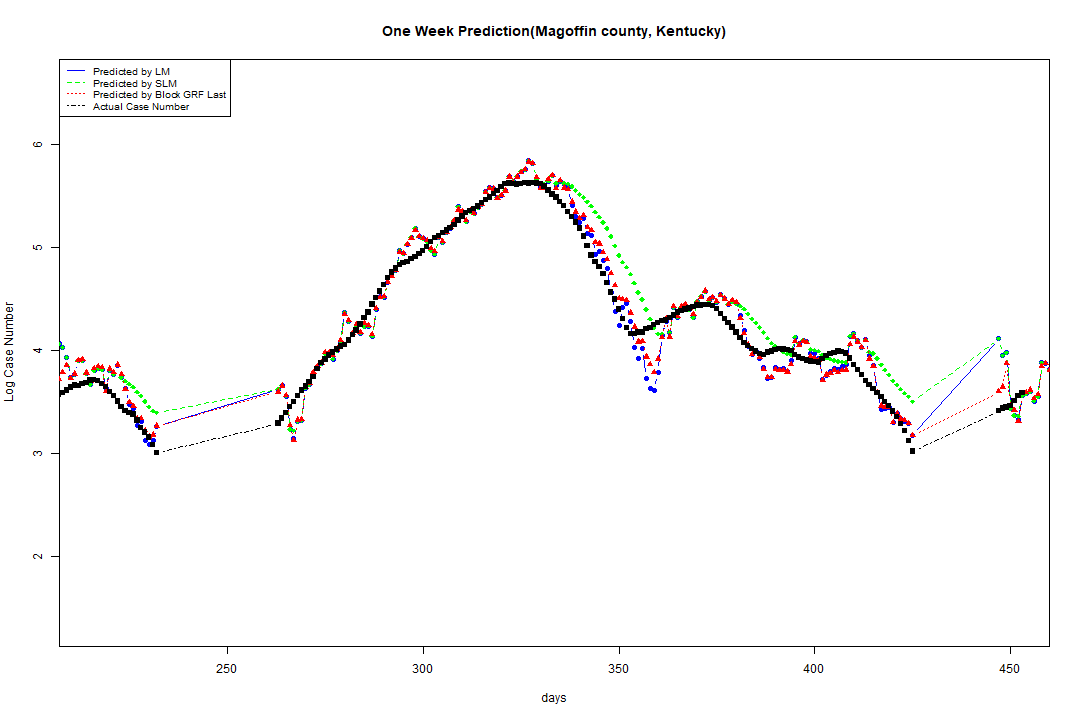 One Week Prediction(Magoffin county, Kentucky)
Predicted by LM
Predicted by SLM
Predicted by Block GRF Last
Actual Case Number
Log Case Number
6
5
4
3
2
250 300 350 400 450
days